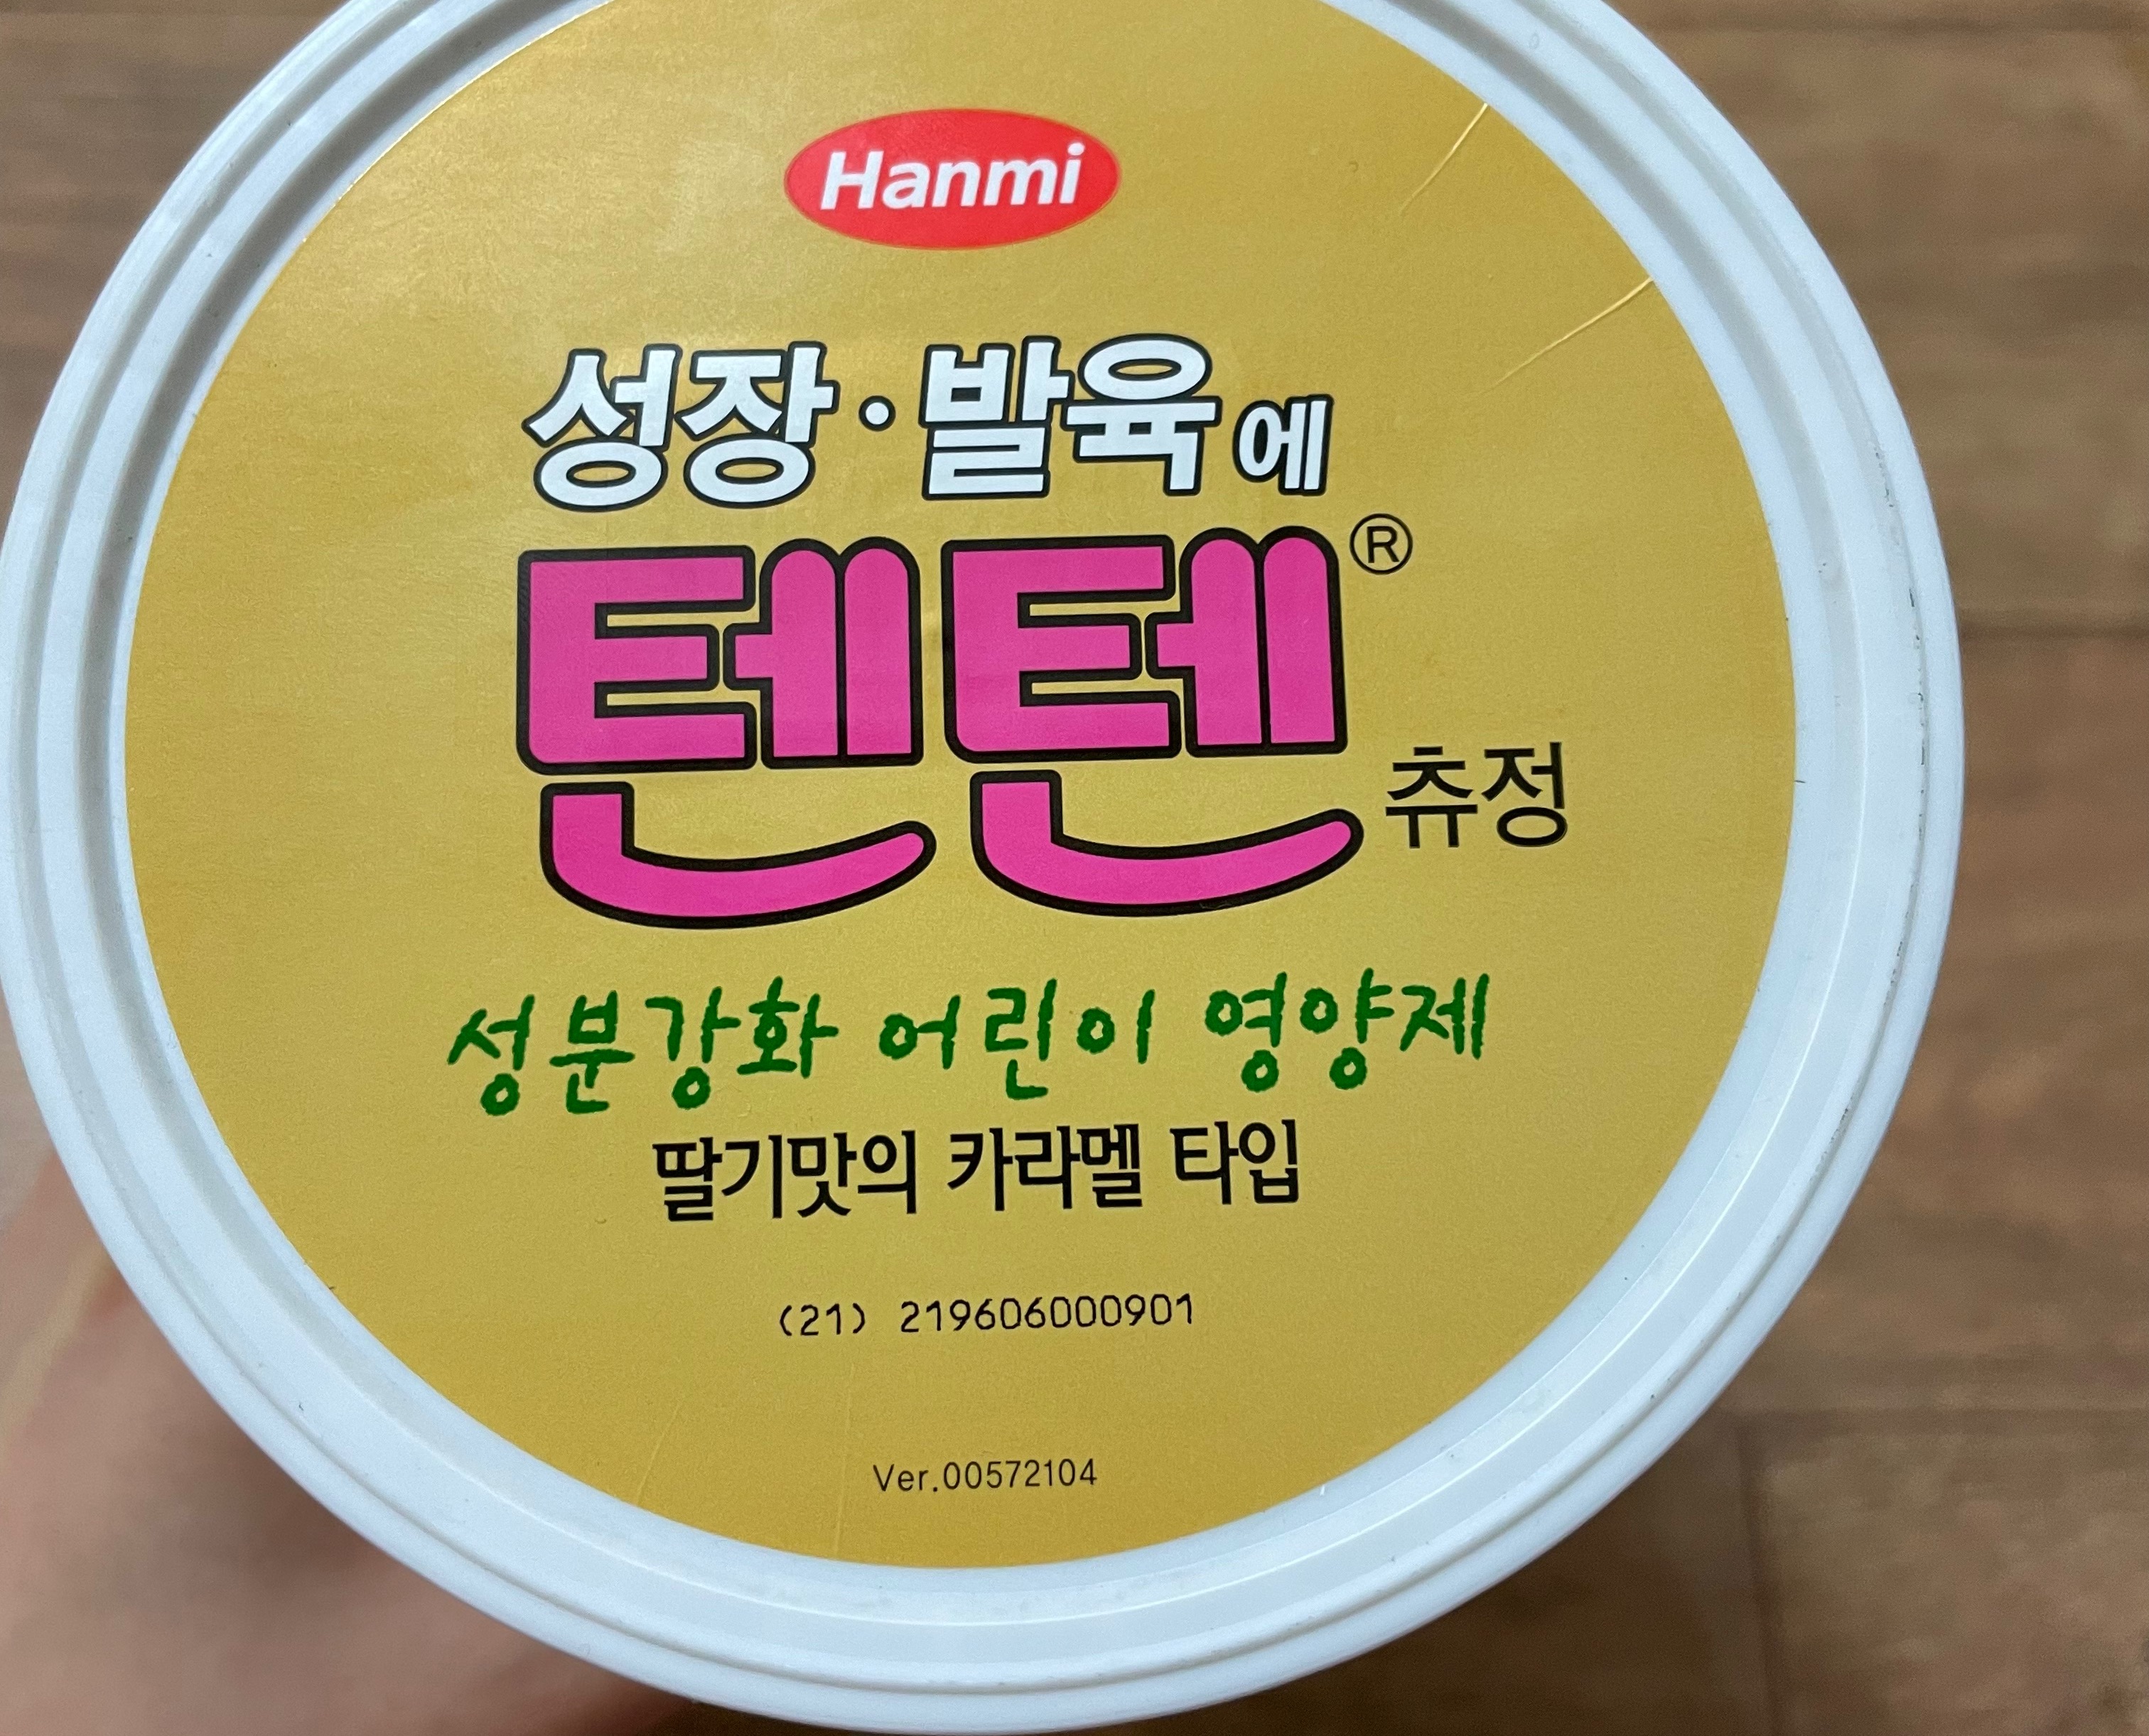 Hanmi
성장·발육에
텐텐® 츄정
성분강화 어린이 영양제
딸기맛의 카라멜 타입
(21) 219606000901
Ver.00572104